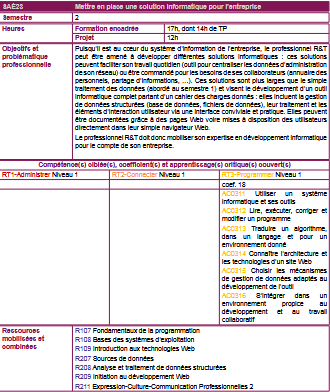 SAÉ23 Mettre en place une solution informatique pour l'entreprise
Semestre 2
Heures Formation encadrée 17h, dont 14h de TP
Projet 12h
Objectifs et
problématique
professionnelle
Puisqu'il est au cœur du système d'information de l'entreprise, le professionnel R&T
peut être amené à développer différentes solutions informatiques : ces solutions
peuvent faciliter son travail quotidien (outil pour centraliser les données d'administration
de son réseau) ou être commandé pour les besoins de ses collaborateurs (annuaire des
personnels, partage d'informations, ...). Ces solutions sont plus larges que le simple
traitement des données (abordé au semestre 1) et visent le développement d'un outil
informatique complet partant d'un cahier des charges donné : elles incluent la gestion
de données structurées (base de données, fichiers de données), leur traitement et les
éléments d'interaction utilisateur via une interface conviviale et pratique. Elles peuvent
être documentées grâce à des pages Web voire mises à disposition des utilisateurs
directement dans leur simple navigateur Web.
Le professionnel R&T doit donc mobiliser son expertise en développement informatique
pour le compte de son entreprise.
Compétence(s) ciblée(s), coefficient(s) et apprentissage(s) critique(s) couvert(s)
RT1-Administrer Niveau 1 RT2-Connecter Niveau 1 RT3-Programmer Niveau 1
coef. 18
AC0311 Utiliser un système
informatique et ses outils
AC0312 Lire, exécuter, corriger et
modifier un programme
AC0313 Traduire un algorithme,
dans un langage et pour un
environnement donné
AC0314 Connaître l'architecture et
les technologies d'un site Web
AC0315 Choisir les mécanismes
de gestion de données adaptés au
développement de l'outil
AC0316 S'intégrer dans un
environnement propice au
développement et au travail
collaboratif
Ressources
mobilisées et
combinées
R107 Fondamentaux de la programmation
R108 Bases des systèmes d'exploitation
R109 Introduction aux technologies Web
R207 Sources de données
R208 Analyse et traitement de données structurées
R209 Initiation au développement Web
R211 Expression-Culture-Communication Professionnelles 2